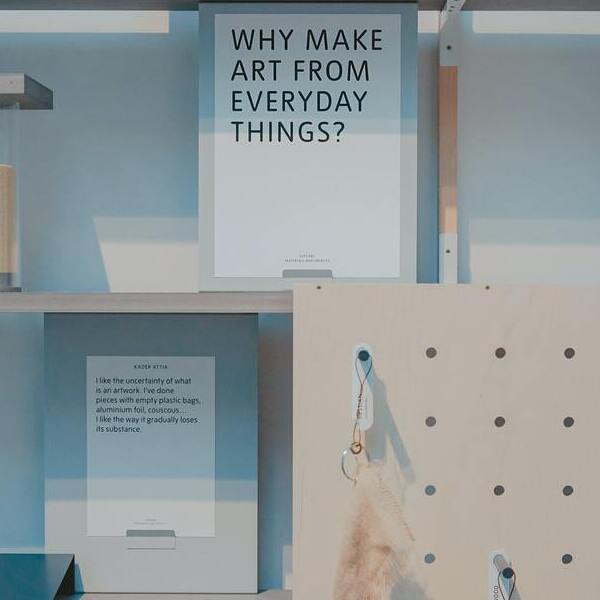 WHY MAKE
ART FROM
EVERYDAY
THINGS?
KADER ATTIA
I like the uncertainty of what
is an artwork. I've done
pieces with empty plastic bags,
aluminium foil, couscous...
I like the way it gradually loses
its substance.